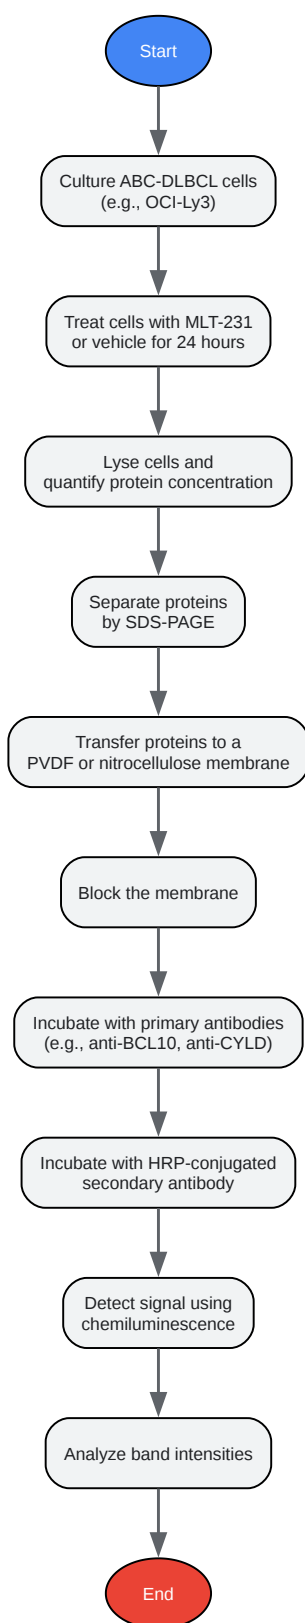 Start
Culture ABC-DLBCL cells
(e.g., OCI-Ly3)
Treat cells with MLT-231
or vehicle for 24 hours
Lyse cells and
quantify protein concentration
Separate proteins
by SDS-PAGE
Transfer proteins to a
PVDF or nitrocellulose membrane
Block the membrane
Incubate with primary antibodies
(e.g., anti-BCL10, anti-CYLD)
Incubate with HRP-conjugated
secondary antibody
Detect signal using
chemiluminescence
Analyze band intensities
End